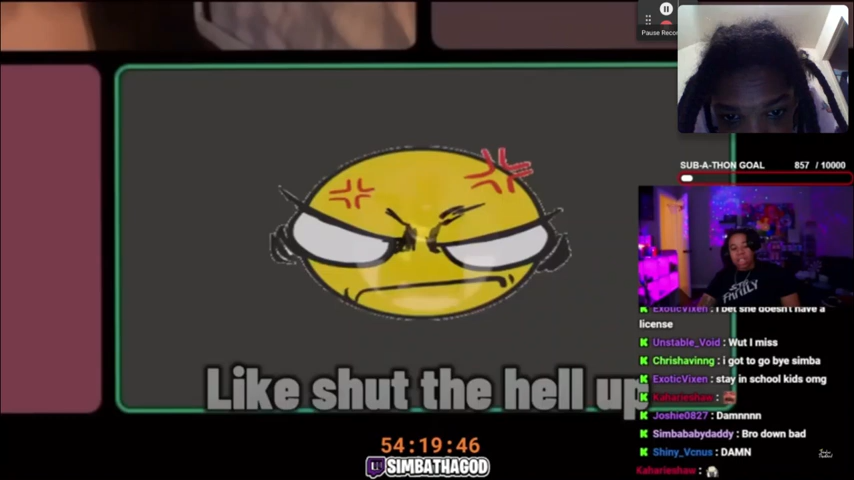 Pause Recor
SUB-A-THON GOAL 857 / 10000
FAMILY
ExoticVixen : I bet she doesn't have a
license
Unstable_Void : Wut I miss
Chrishavinng : i got to go bye simba
ExoticVixen : stay in school kids omg
Kaharieshaw :
Joshie0827 : Damnnnn
Simbababydaddy : Bro down bad
Shiny_Vcnus : DAMN
Kaharieshaw :
Like shut the hell up
54:19:46
SIMBATHAGOD